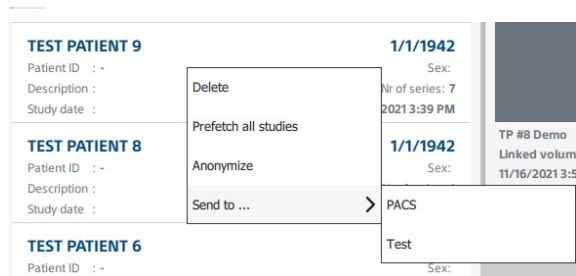 TEST PATIENT 9 1/1/1942
Patient ID : - Sex:
Description : Nr of series: 7
Study date : 2021 3:39 PM
Delete
Prefetch all studies
Anonymize
Send to ...
PACS
Test
TEST PATIENT 8 1/1/1942
Patient ID : - Sex:
Description :
Study date :
TEST PATIENT 6
Patient ID : - Sex:
TP #8 Demo
Linked volum
11/16/2021 3:5